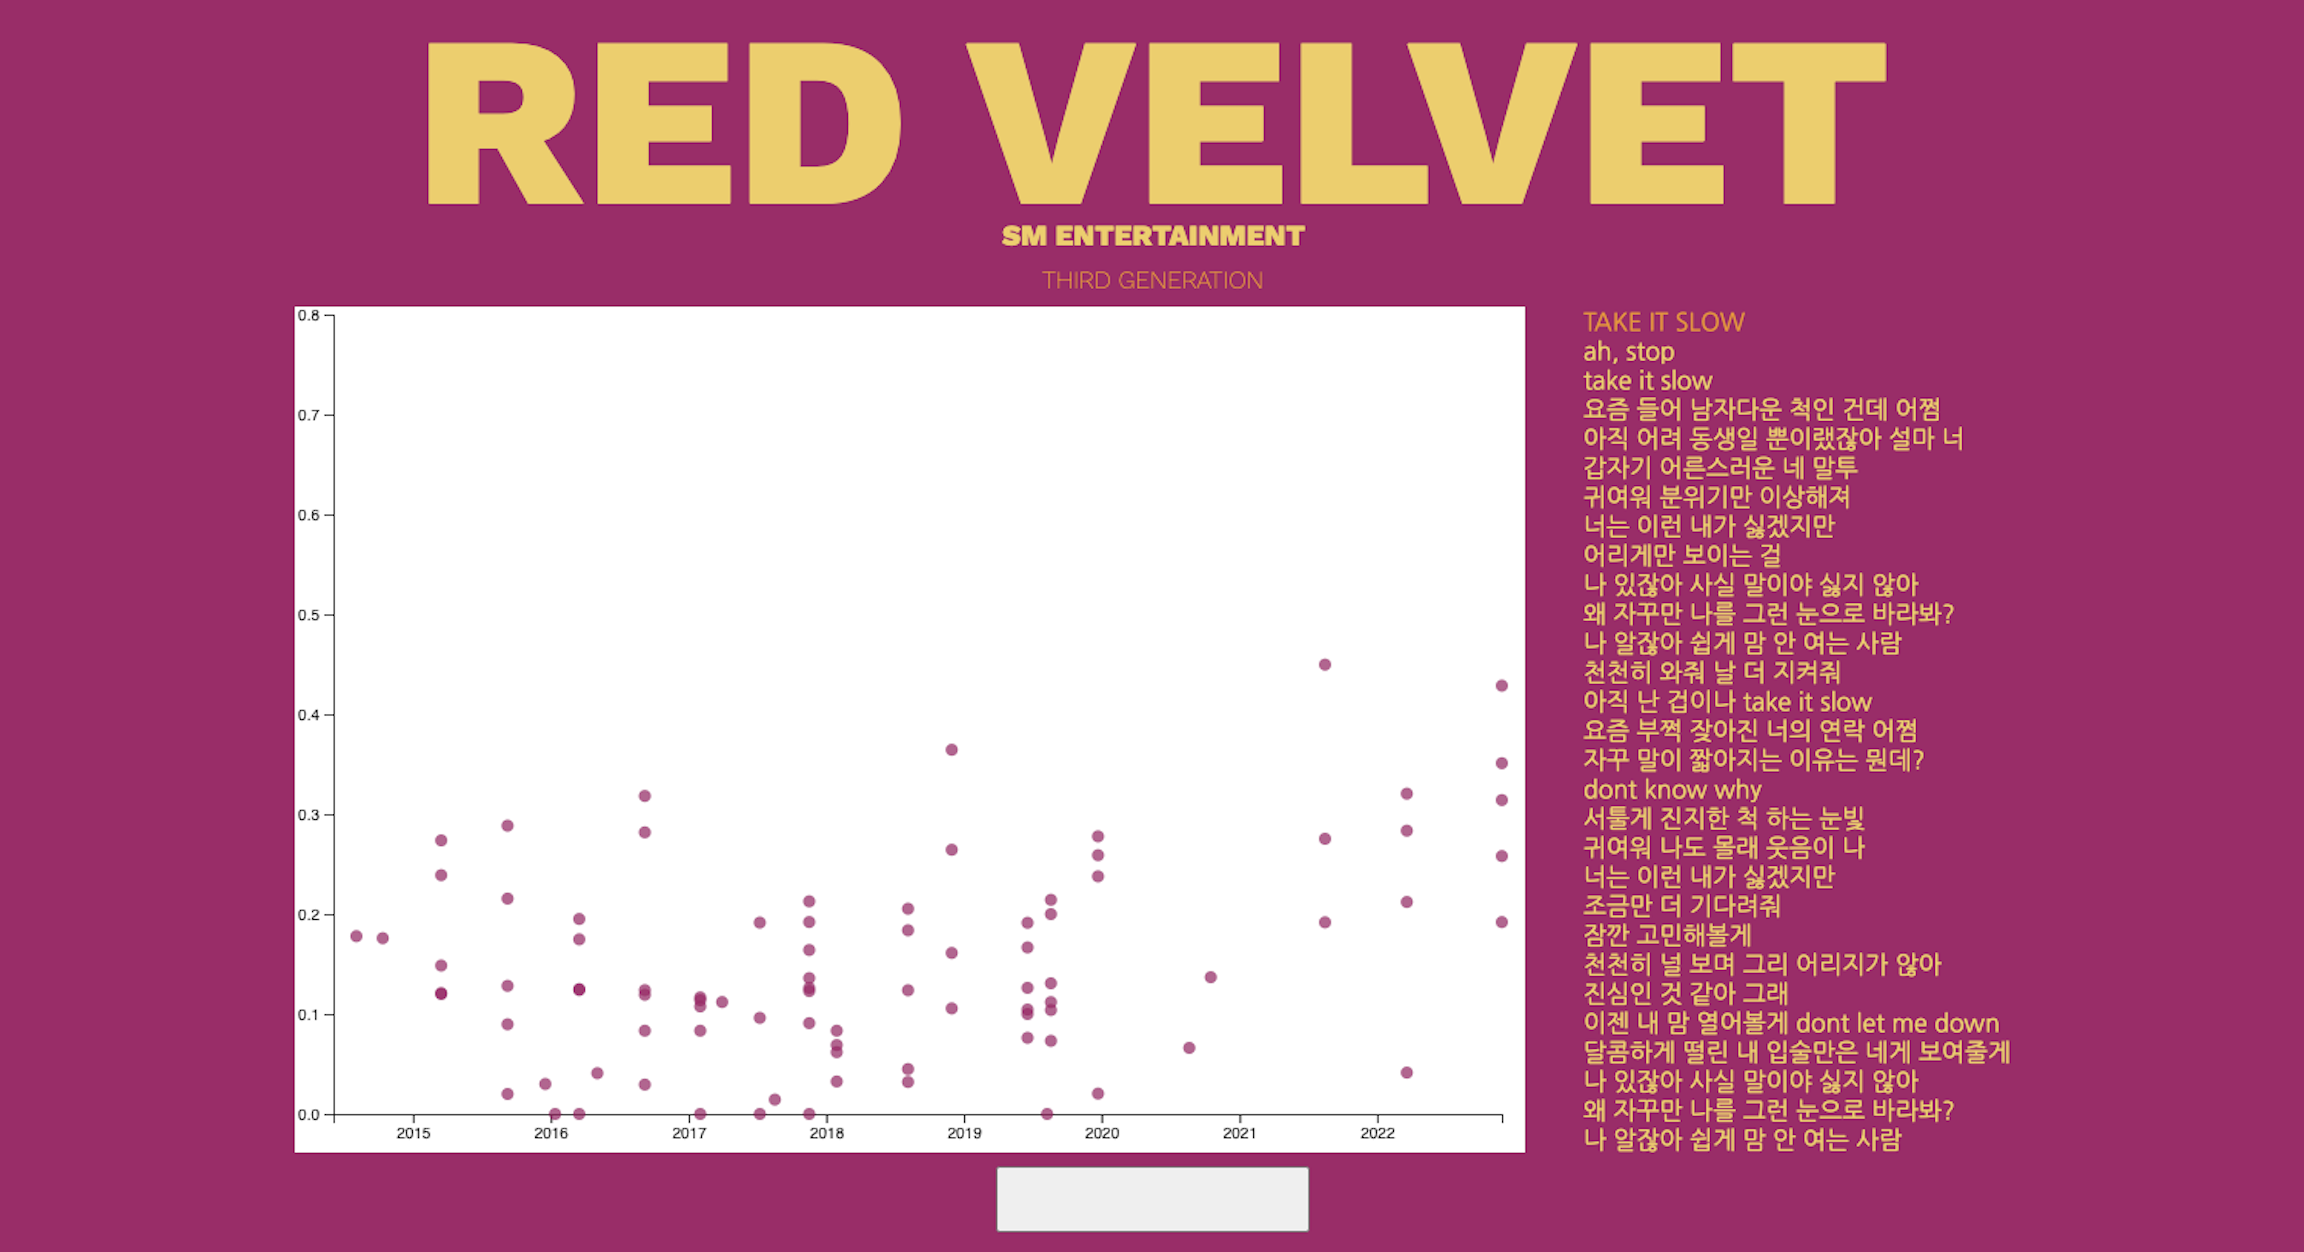 RED VELVET
SM ENTERTAINMENT
THIRD GENERATION
0.8
0.7
0.6
0.5
0.4
0.3
0.2
0.1
0.0
2015 2016 2017 2018 2019 2020 2021 2022
TAKE IT SLOW
ah, stop
take it slow
요즘 들어 남자다운 척인 건데 어쩜
아직 어려 동생일 뿐이랬잖아 설마 너
갑자기 어른스러운 네 말투
귀여워 분위기만 이상해져
너는 이런 내가 싫겠지만
어리게만 보이는 걸
나 있잖아 사실 말이야 싫지 않아
왜 자꾸만 나를 그런 눈으로 바라봐?
나 알잖아 쉽게 맘 안 여는 사람
천천히 와줘 날 더 지켜줘
아직 난 겁이나 take it slow
요즘 부쩍 잦아진 너의 연락 어쩜
자꾸 말이 짧아지는 이유는 뭔데?
dont know why
서툴게 진지한 척 하는 눈빛
귀여워 나도 몰래 웃음이 나
너는 이런 내가 싫겠지만
조금만 더 기다려줘
잠깐 고민해볼게
천천히 널 보며 그리 어리지가 않아
진심인 것 같아 그래
이젠 내 맘 열어볼게 dont let me down
달콤하게 떨린 내 입술만은 네게 보여줄게
나 있잖아 사실 말이야 싫지 않아
왜 자꾸만 나를 그런 눈으로 바라봐?
나 알잖아 쉽게 맘 안 여는 사람